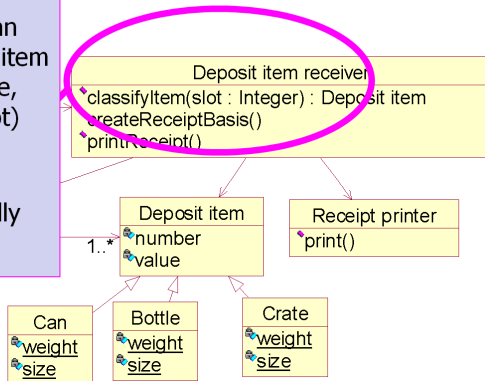 an
item
e,
ot)
lly
Deposit item receiver
classifyItem(slot : Integer) : Deposit item
createReceiptBasis()
printReceipt()
1..*
Deposit item
number
value
Receipt printer
print()
Can
weight
size
Bottle
weight
size
Crate
weight
size